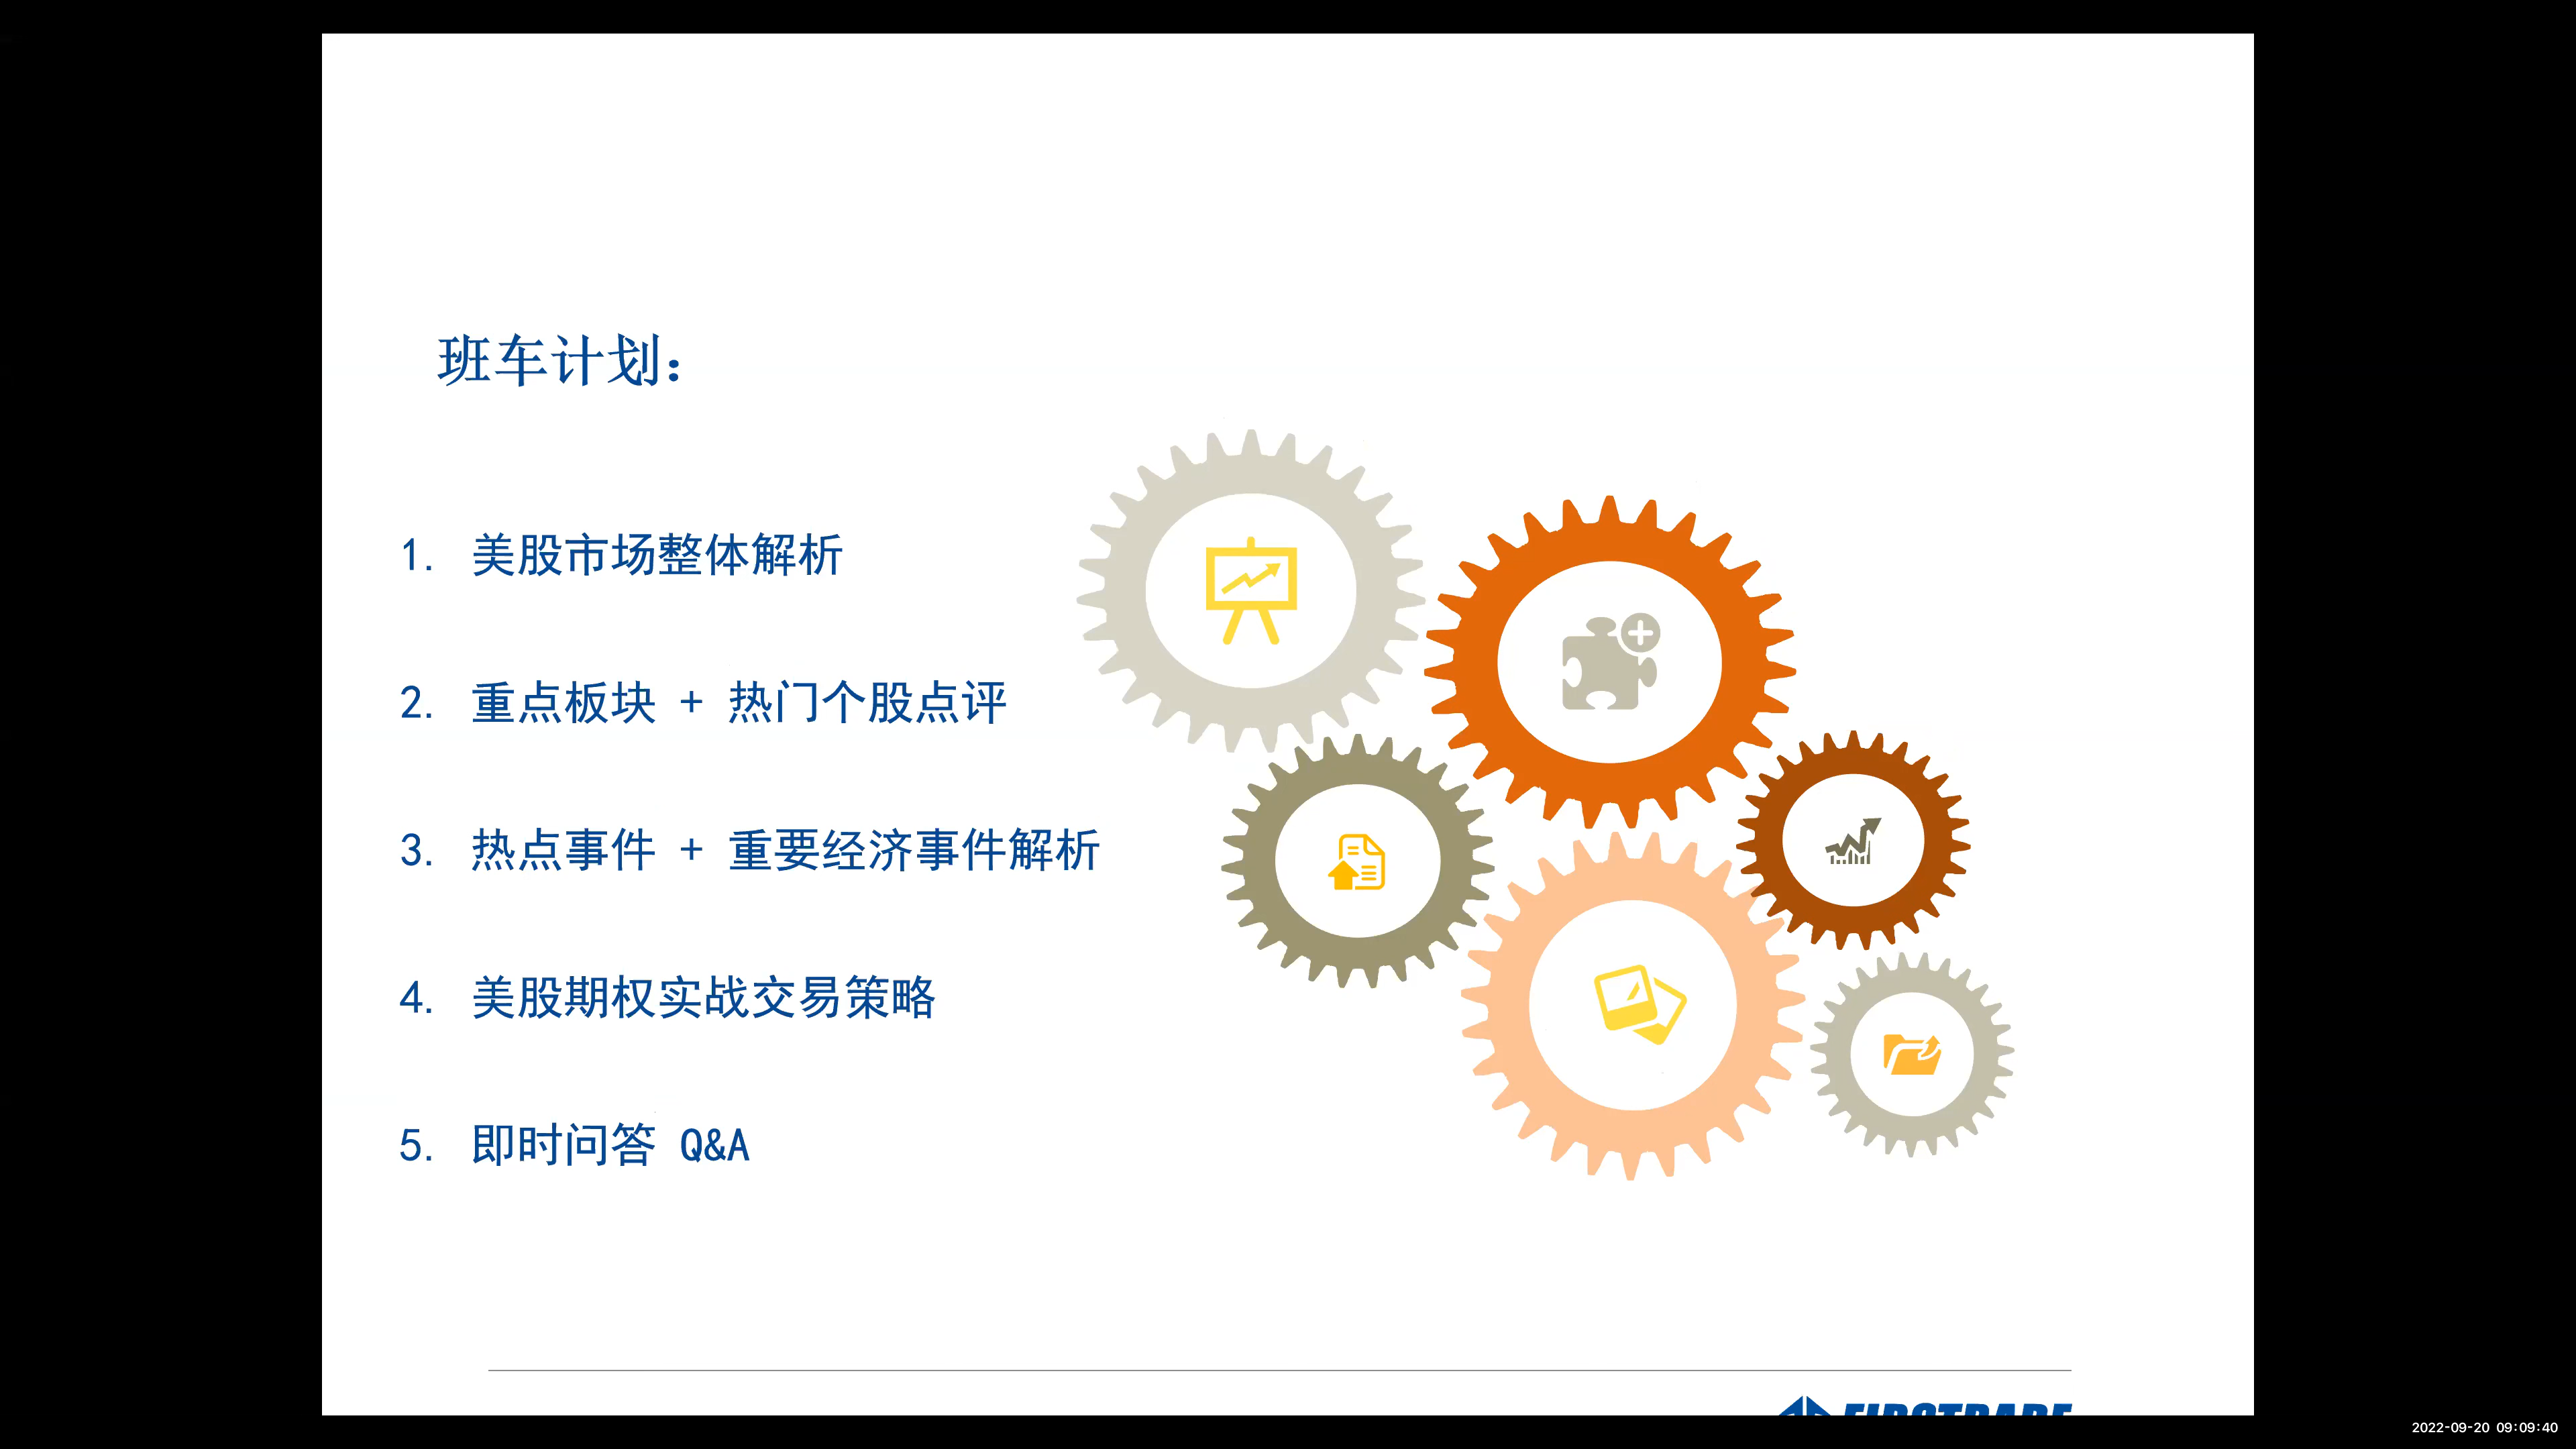 班车计划：
1. 美股市场整体解析
2. 重点板块 + 热门个股点评
3. 热点事件 + 重要经济事件解析
4. 美股期权实战交易策略
5. 即时问答 Q&A
FIRSTRADE
2022-09-20 09:09:40